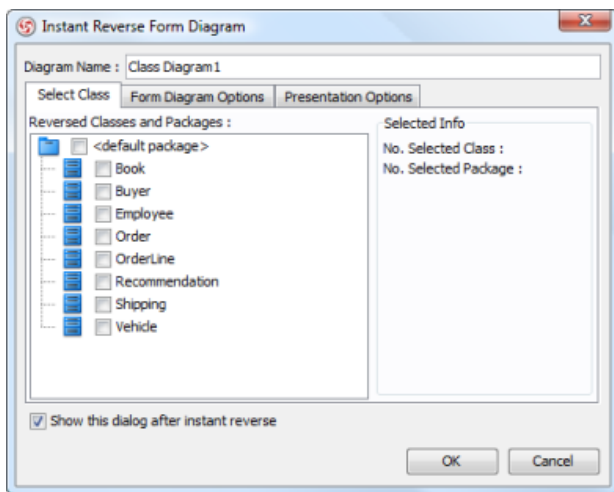 Instant Reverse Form Diagram
Diagram Name : Class Diagram1
Select Class Form Diagram Options Presentation Options
Reversed Classes and Packages :
<default package>
Book
Buyer
Employee
Order
OrderLine
Recommendation
Shipping
Vehicle
Selected Info
No. Selected Class :
No. Selected Package :
Show this dialog after instant reverse
OK Cancel